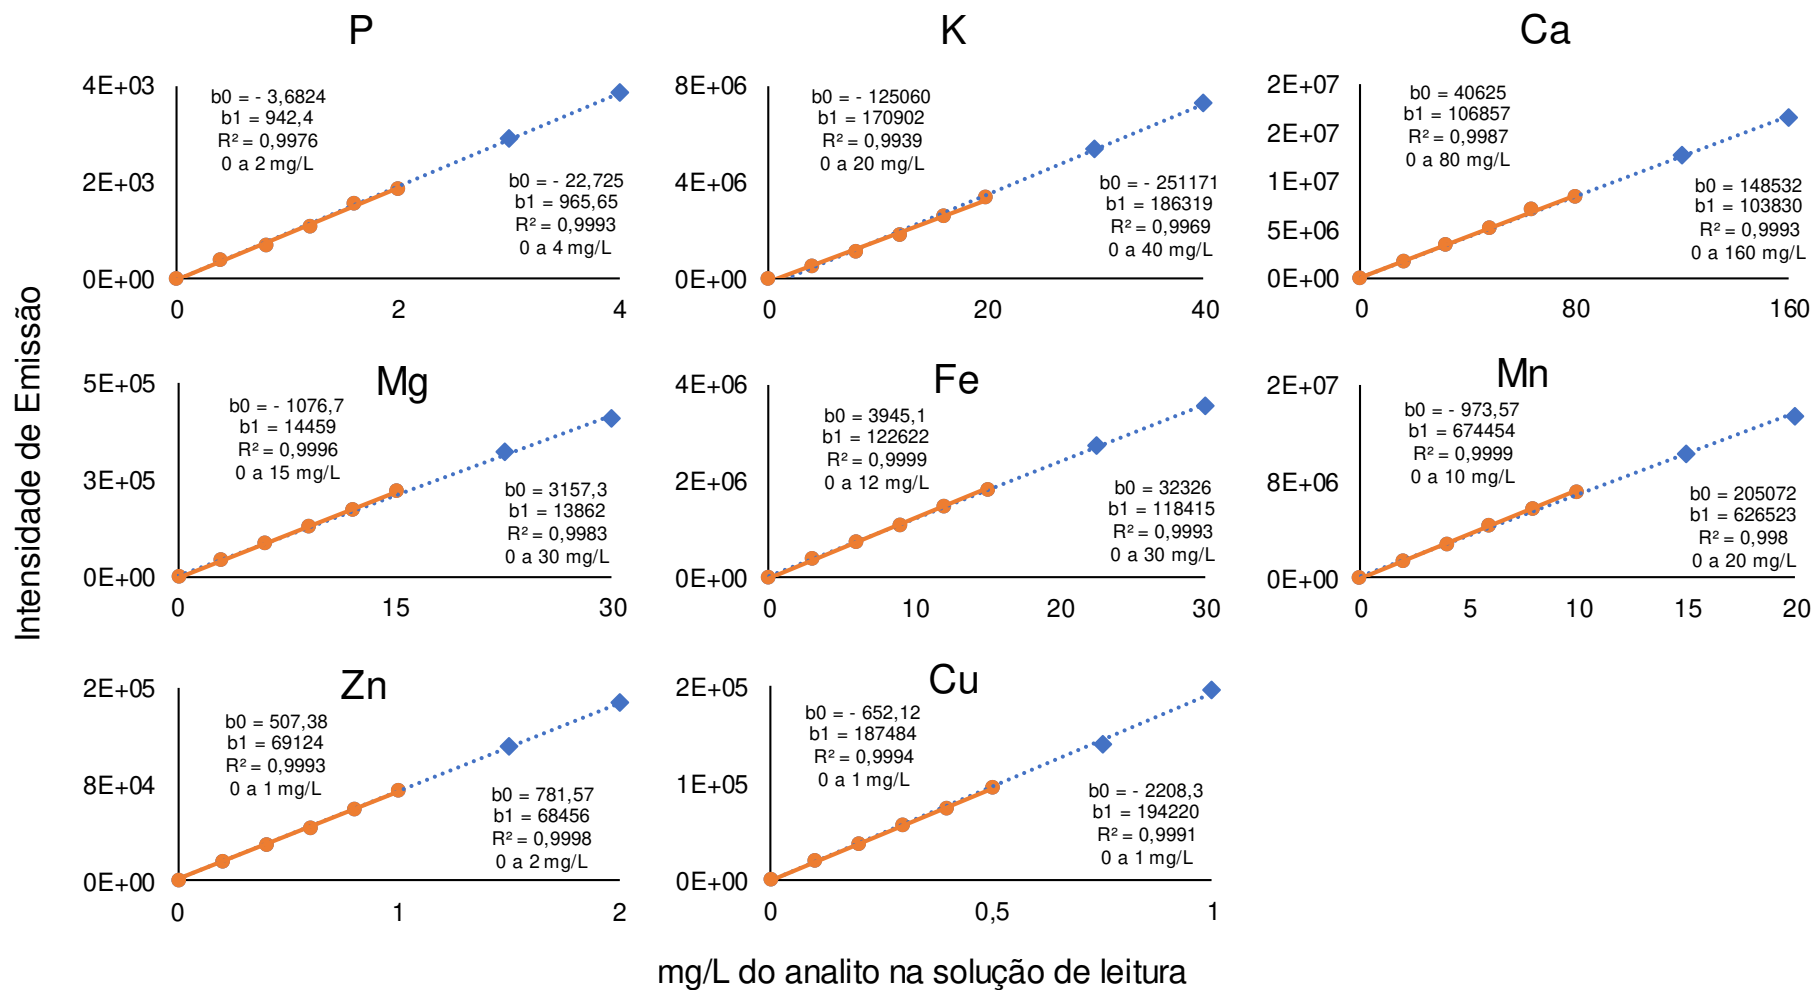 P
4E+03
2E+03
0E+00
b0 = - 3,6824
b1 = 942,4
R² = 0,9976
0 a 2 mg/L
b0 = - 22,725
b1 = 965,65
R² = 0,9993
0 a 4 mg/L
0
2
4
K
8E+06
4E+06
0E+00
b0 = - 125060
b1 = 170902
R² = 0,9939
0 a 20 mg/L
b0 = - 251171
b1 = 186319
R² = 0,9969
0 a 40 mg/L
0
20
40
Ca
2E+07
2E+07
1E+07
5E+06
0E+00
b0 = 40625
b1 = 106857
R² = 0,9987
0 a 80 mg/L
b0 = 148532
b1 = 103830
R² = 0,9993
0 a 160 mg/L
0
80
160
Intensidade de Emissão
Mg
5E+05
3E+05
0E+00
b0 = - 1076,7
b1 = 14459
R² = 0,9996
0 a 15 mg/L
b0 = 3157,3
b1 = 13862
R² = 0,9983
0 a 30 mg/L
0
15
30
Fe
4E+06
2E+06
0E+00
b0 = 3945,1
b1 = 122622
R² = 0,9999
0 a 12 mg/L
b0 = 32326
b1 = 118415
R² = 0,9993
0 a 30 mg/L
0
10
20
30
Mn
2E+07
8E+06
0E+00
b0 = - 973,57
b1 = 674454
R² = 0,9999
0 a 10 mg/L
b0 = 205072
b1 = 626523
R² = 0,998
0 a 20 mg/L
0
5
10
15
20
Zn
2E+05
8E+04
0E+00
b0 = 507,38
b1 = 69124
R² = 0,9993
0 a 1 mg/L
b0 = 781,57
b1 = 68456
R² = 0,9998
0 a 2 mg/L
0
1
2
Cu
2E+05
1E+05
0E+00
b0 = - 652,12
b1 = 187484
R² = 0,9994
0 a 1 mg/L
b0 = - 2208,3
b1 = 194220
R² = 0,9991
0 a 1 mg/L
0
0,5
1
mg/L do analito na solução de leitura